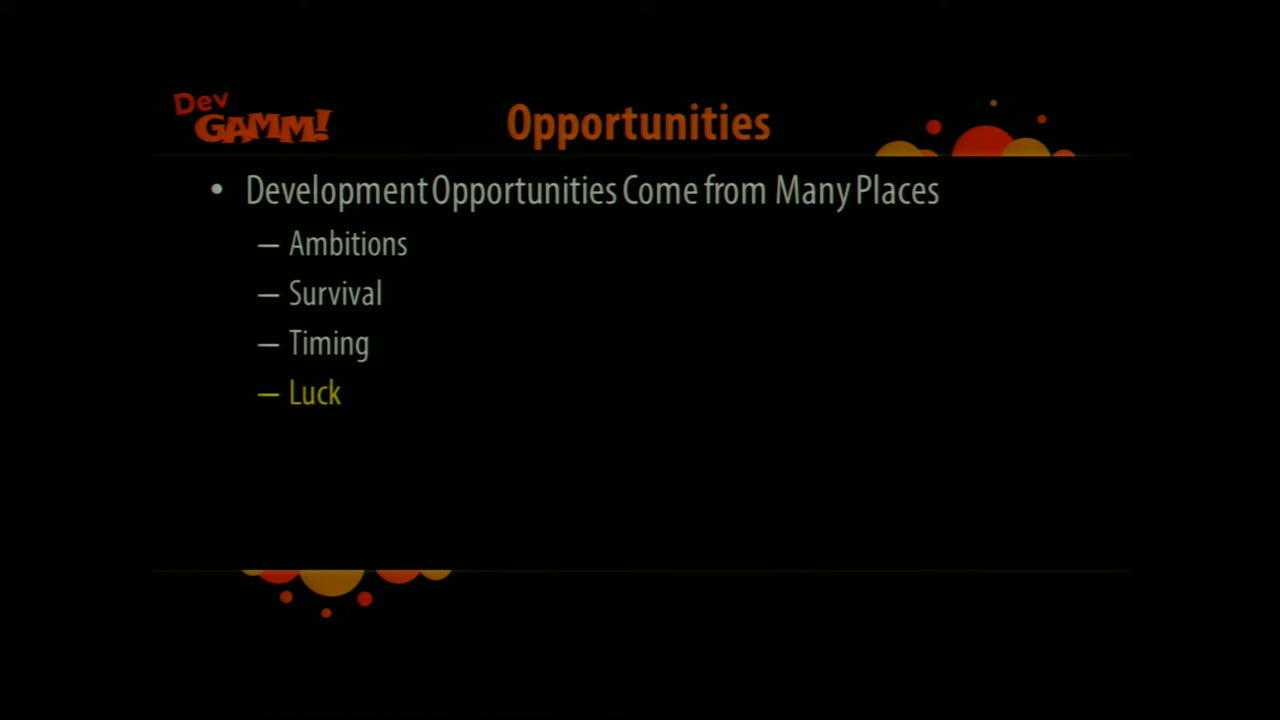 Dev
GAMM!
Opportunities
• Development Opportunities Come from Many Places
– Ambitions
– Survival
– Timing
– Luck